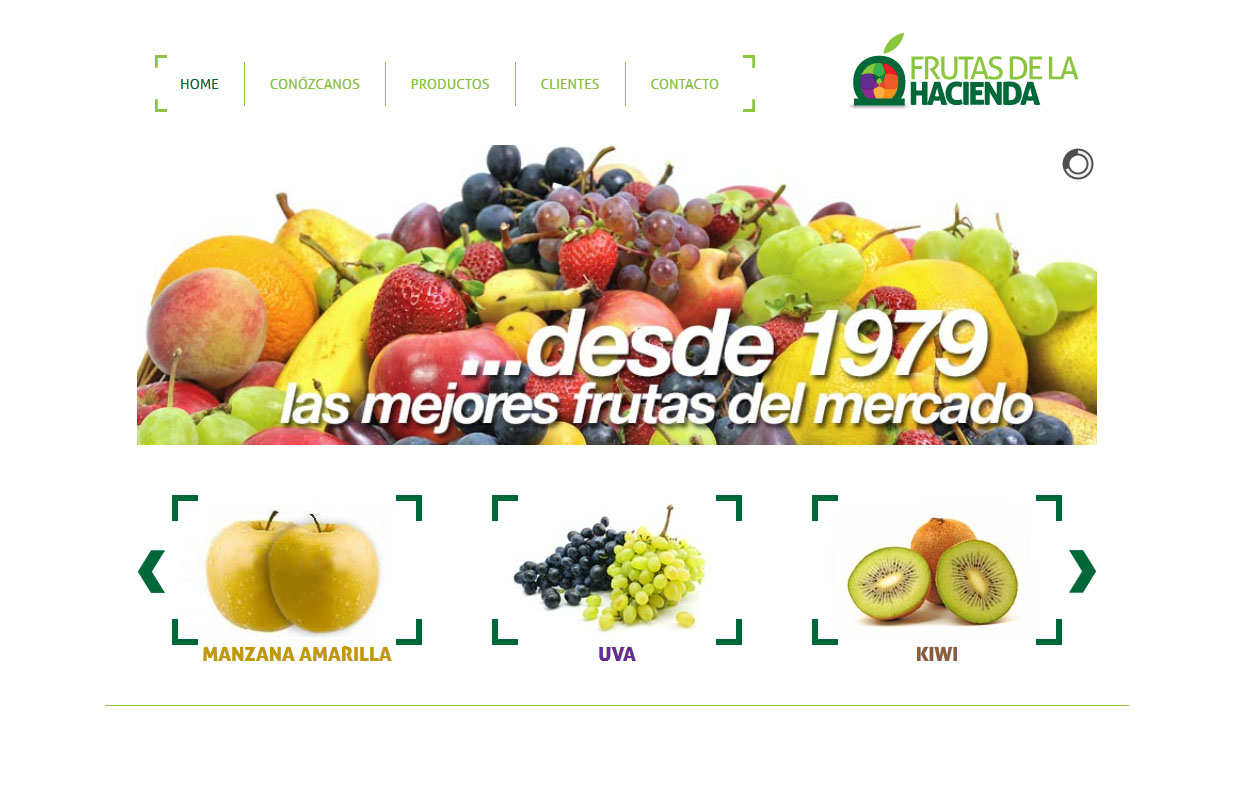 HOME CONÓZCANOS PRODUCTOS CLIENTES CONTACTO
FRUTAS DE LA
HACIENDA
...desde 1979
las mejores frutas del mercado
MANZANA AMARILLA UVA KIWI